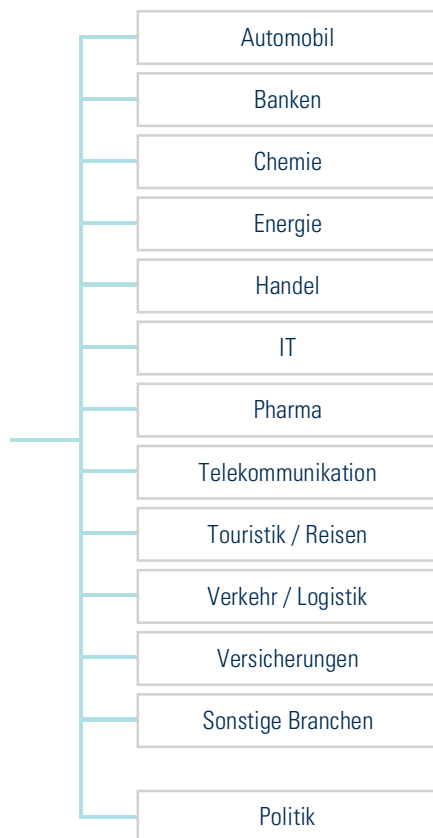 Automobil
Banken
Chemie
Energie
Handel
IT
Pharma
Telekommunikation
Touristik / Reisen
Verkehr / Logistik
Versicherungen
Sonstige Branchen
Politik